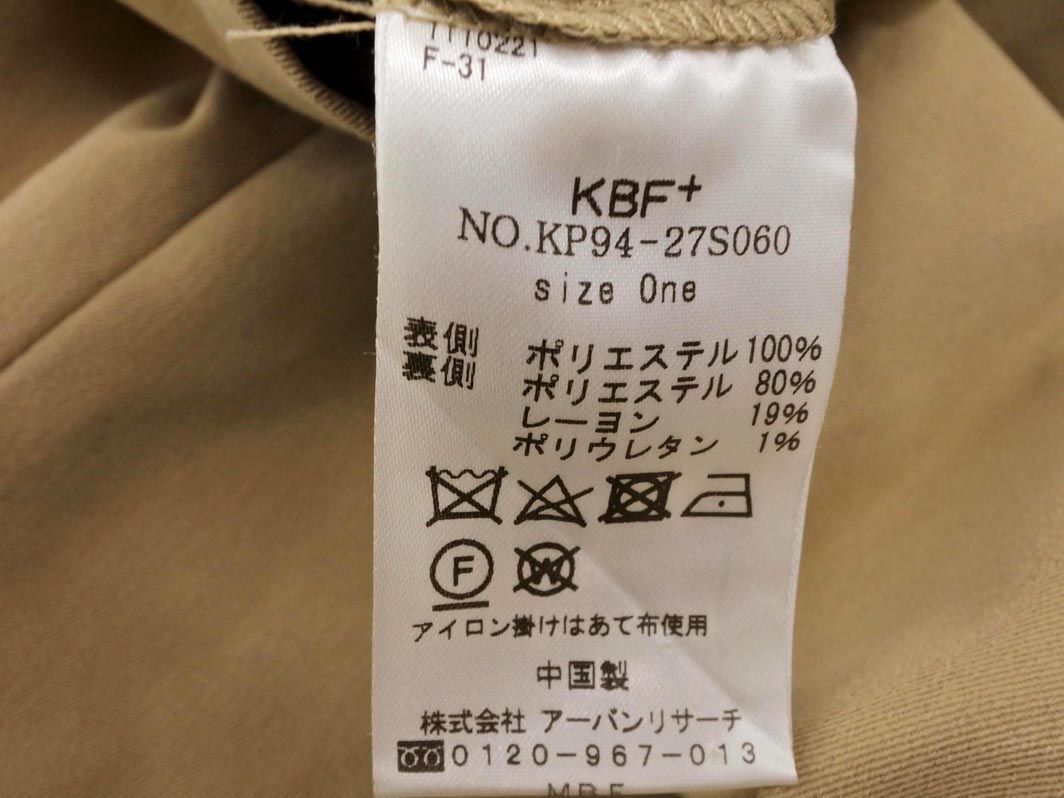 1110221
F-31
KBF+
NO.KP94-27S060
size One
表側 ポリエステル 100%
裏側 ポリエステル 80%
レーヨン 19%
ポリウレタン 1%
F
W
アイロン掛けはあて布使用
中国製
株式会社 アーバンリサーチ
0120-967-013
MBF